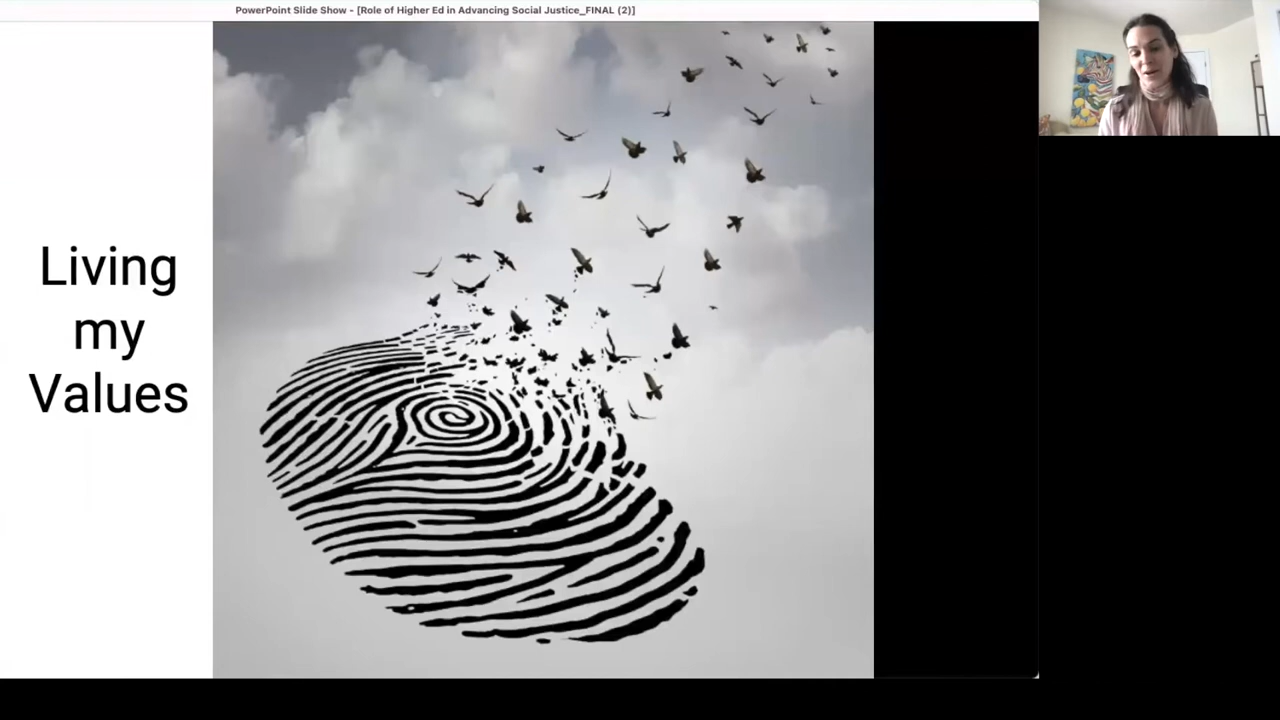 PowerPoint Slide Show - [Role of Higher Ed in Advancing Social Justice_FINAL (2)]
Living
my
Values